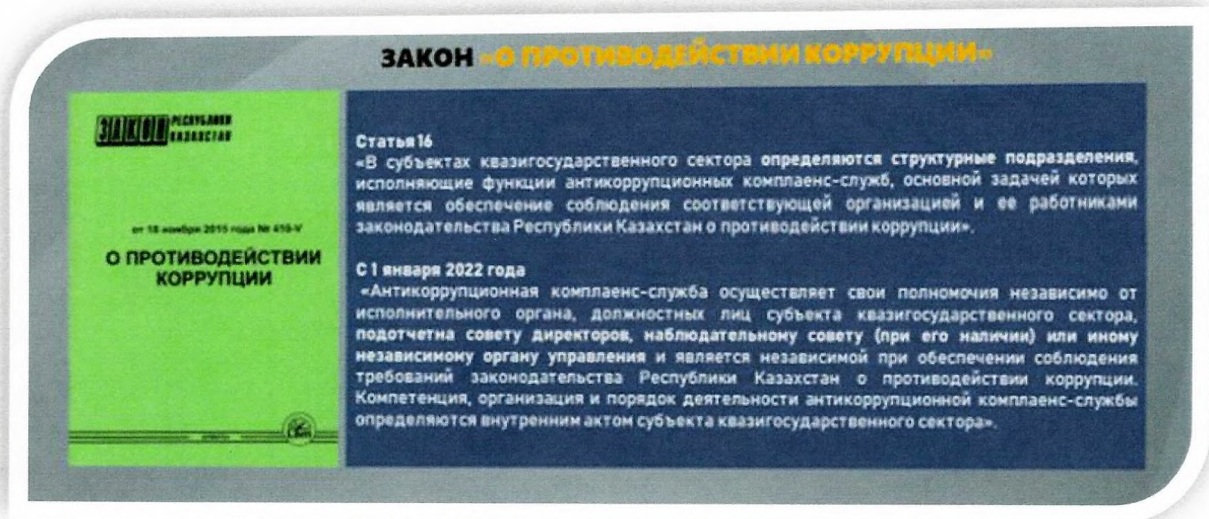 ЗАКОН «О ПРОТИВОДЕЙСТВИИ КОРРУПЦИИ»
ЗАКОН РЕСПУБЛИКИ
КАЗАХСТАН
от 18 ноября 2015 года № 410-V
О ПРОТИВОДЕЙСТВИИ
КОРРУПЦИИ
Статья 16
«В субъектах квазигосударственного сектора определяются структурные подразделения,
исполняющие функции антикоррупционных комплаенс-служб, основной задачей которых
является обеспечение соблюдения соответствующей организацией и ее работниками
законодательства Республики Казахстан о противодействии коррупции».
С 1 января 2022 года
«Антикоррупционная комплаенс-служба осуществляет свои полномочия независимо от
исполнительного органа, должностных лиц субъекта квазигосударственного сектора,
подотчетна совету директоров, наблюдательному совету (при его наличии) или иному
независимому органу управления и является независимой при обеспечении соблюдения
требований законодательства Республики Казахстан о противодействии коррупции.
Компетенция, организация и порядок деятельности антикоррупционной комплаенс-службы
определяются внутренним актом субъекта квазигосударственного сектора».